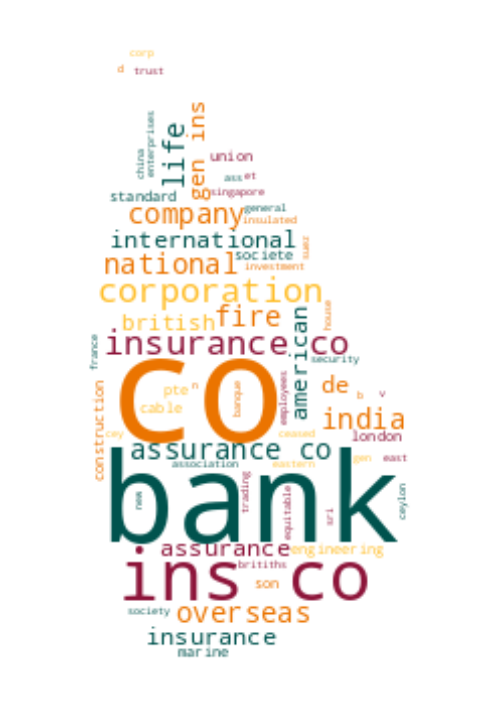 corp
d trust
ins
china
enterprises
life
gen
union
ass et
co singapore
standard
company general
insulated
international
societe
suez
national investment
corporation
british fire
house
american
insurance co
france
security
co
pte n
banque
employees
de
b v
cable
india
construction
cey ceased
london
assurance co
association eastern
gen east
bank
new
trading
equitable
sri
ceylon
assurance engineering
britiths
ins co
son
society overseas
insurance
marine